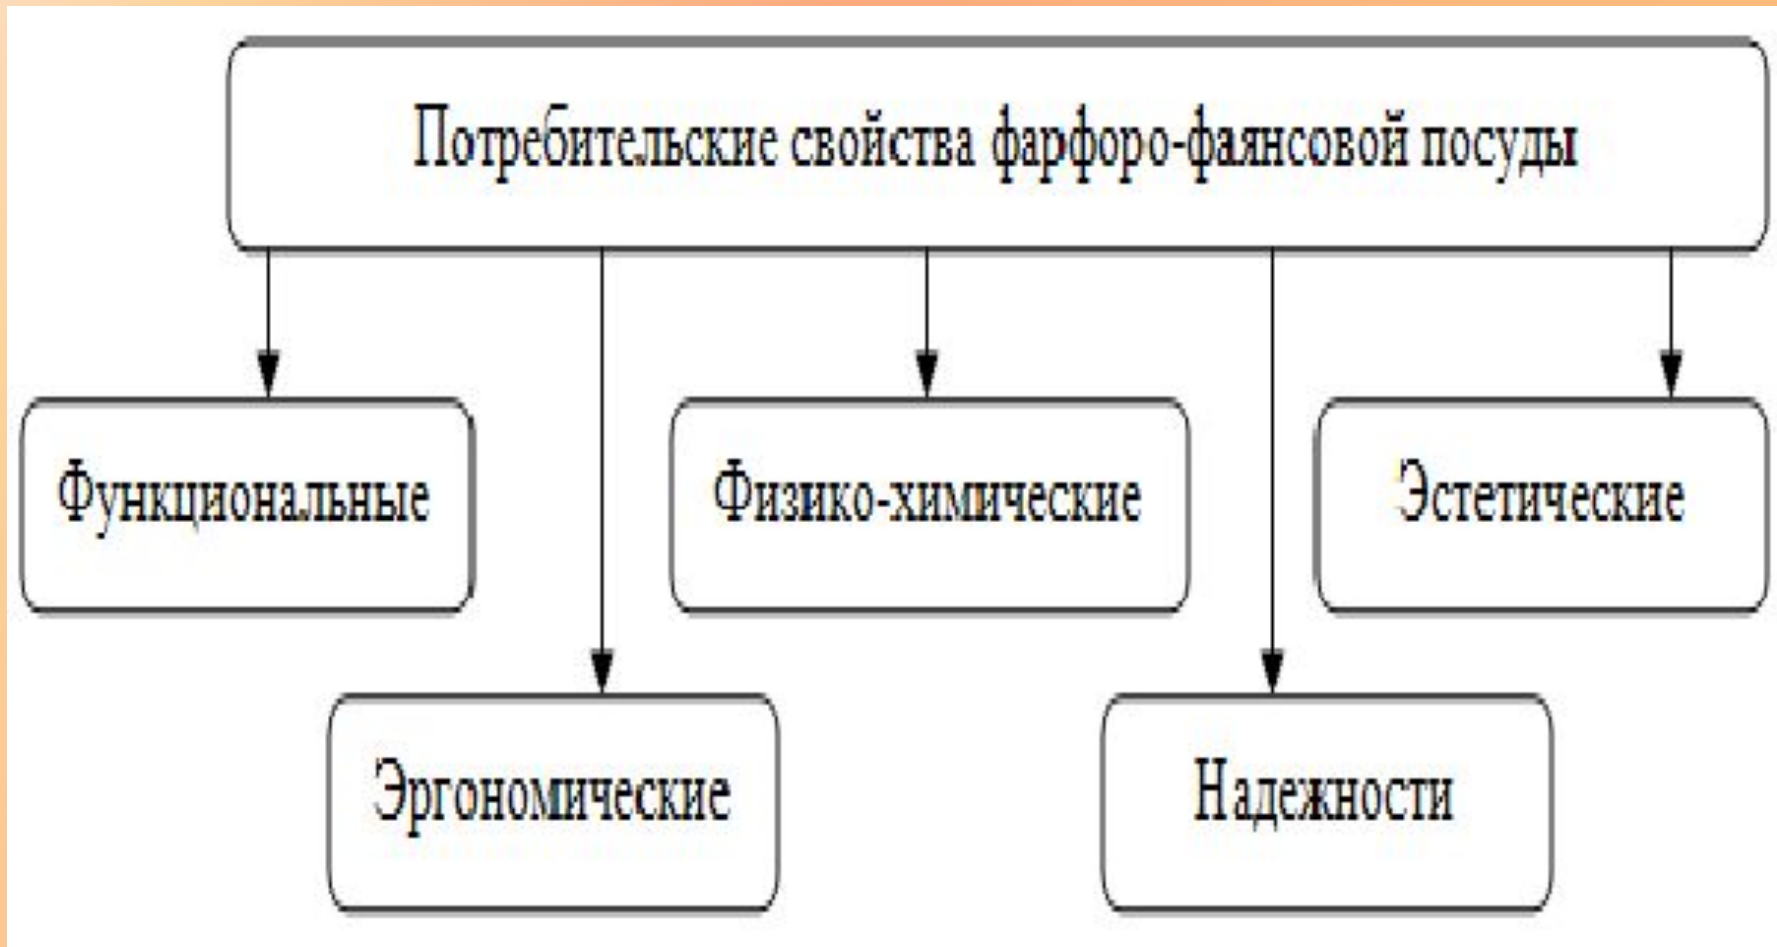 Потребительские свойства фарфоро-фаянсовой посуды
Функциональные
Физико-химические
Эстетические
Эргономические
Надежности